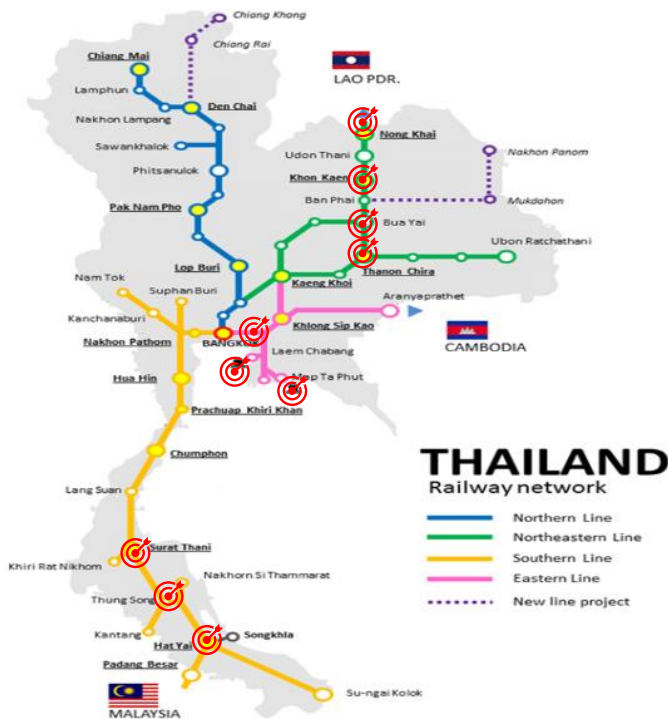 Chiang Khong
Chiang Rai
Chiang Mai
LAO PDR.
Lamphun
Den Chai
Nakhon Lampang
Nong Khai
Sawankhalok
Udon Thani
Nakhon Panom
Phitsanulok
Khon Kaen
Ban Phai
Mukdahan
Pak Nam Pho
Bua Yai
Ubon Ratchathani
Lop Buri
Thanon Chira
Nam Tok
Kaeng Khoi
Suphan Buri
Aranyaprathet
Kanchanaburi
Khlong Sip Kao
Nakhon Pathom
BANGKOK
CAMBODIA
Laem Chabang
Hua Hin
Map Ta Phut
Prachuap Khiri Khan
Chumphon
THAILAND
Railway network
Lang Suan
Northern Line
Northeastern Line
Surat Thani
Southern Line
Khiri Rat Nikhom
Nakhorn Si Thammarat
Eastern Line
Thung Song
New line project
Kantang
Songkhla
Hat Yai
Padang Besar
Su-ngai Kolok
MALAYSIA